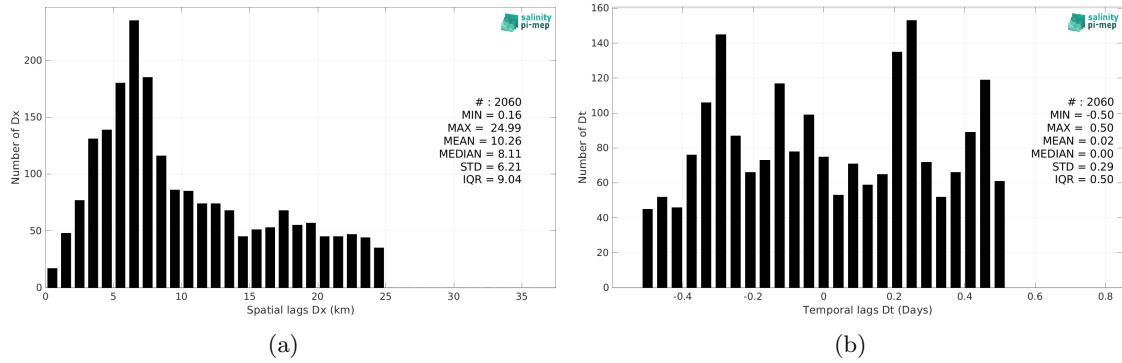 salinity
pi-mep
200
150
100
50
0
Number of Dx
# : 2060
MIN = 0.16
MAX = 24.99
MEAN = 10.26
MEDIAN = 8.11
STD = 6.21
IQR = 9.04
0 5 10 15 20 25 30 35
Spatial lags Dx (km)
(a)
salinity
pi-mep
160
140
120
100
80
60
40
20
0
Number of Dt
# : 2060
MIN = -0.50
MAX = 0.50
MEAN = 0.02
MEDIAN = 0.00
STD = 0.29
IQR = 0.50
-0.4 -0.2 0 0.2 0.4 0.6 0.8
Temporal lags Dt (Days)
(b)